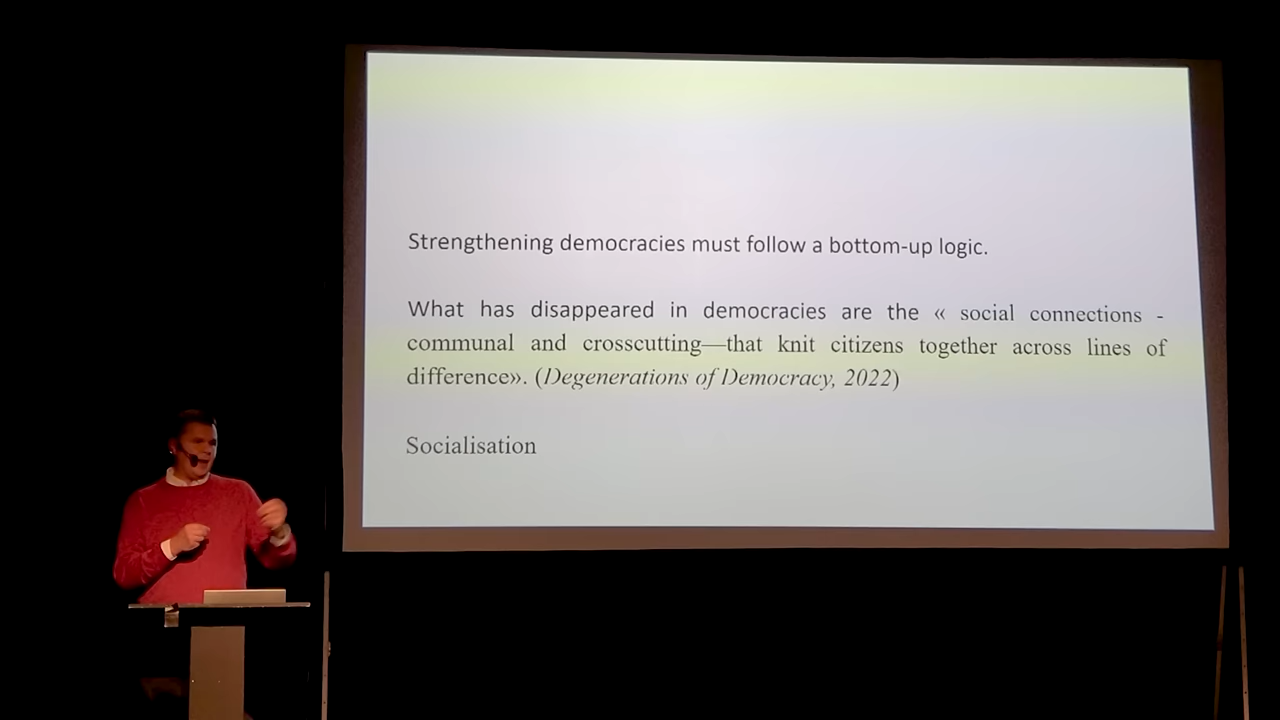 Strengthening democracies must follow a bottom-up logic.
What has disappeared in democracies are the « social connections -
communal and crosscutting—that knit citizens together across lines of
difference». (Degenerations of Democracy, 2022)
Socialisation